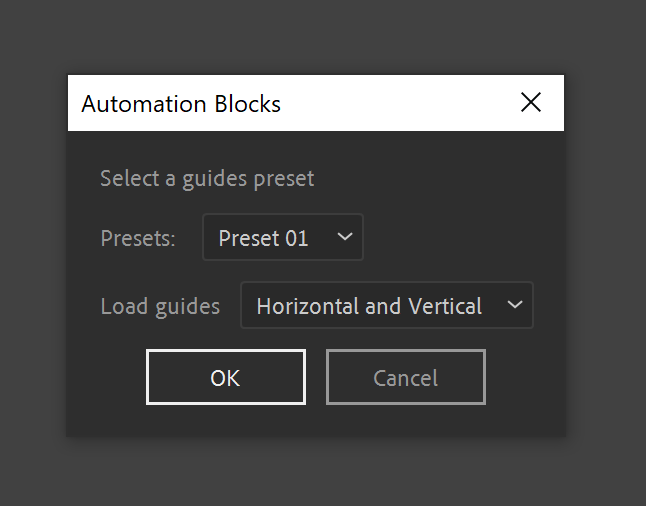 Automation Blocks
Select a guides preset
Presets: Preset 01
Load guides Horizontal and Vertical
OK Cancel